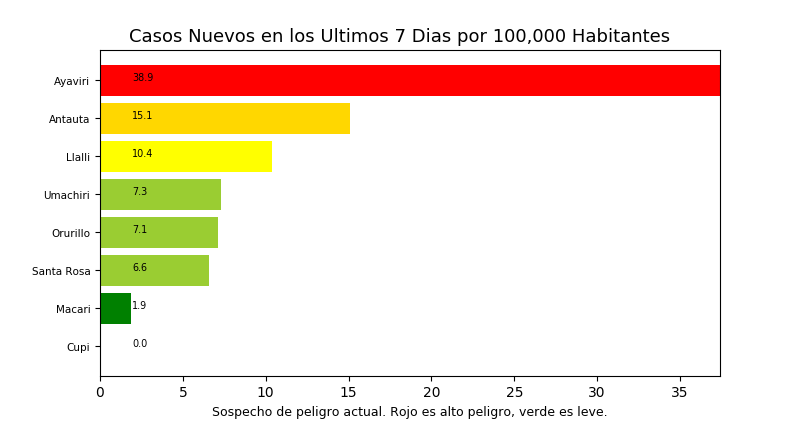 Casos Nuevos en los Ultimos 7 Dias por 100,000 Habitantes
Ayaviri 38.9
Antauta 15.1
Llalli 10.4
Umachiri 7.3
Orurillo 7.1
Santa Rosa 6.6
Macari 1.9
Cupi 0.0
0 5 10 15 20 25 30 35
Sospecho de peligro actual. Rojo es alto peligro, verde es leve.